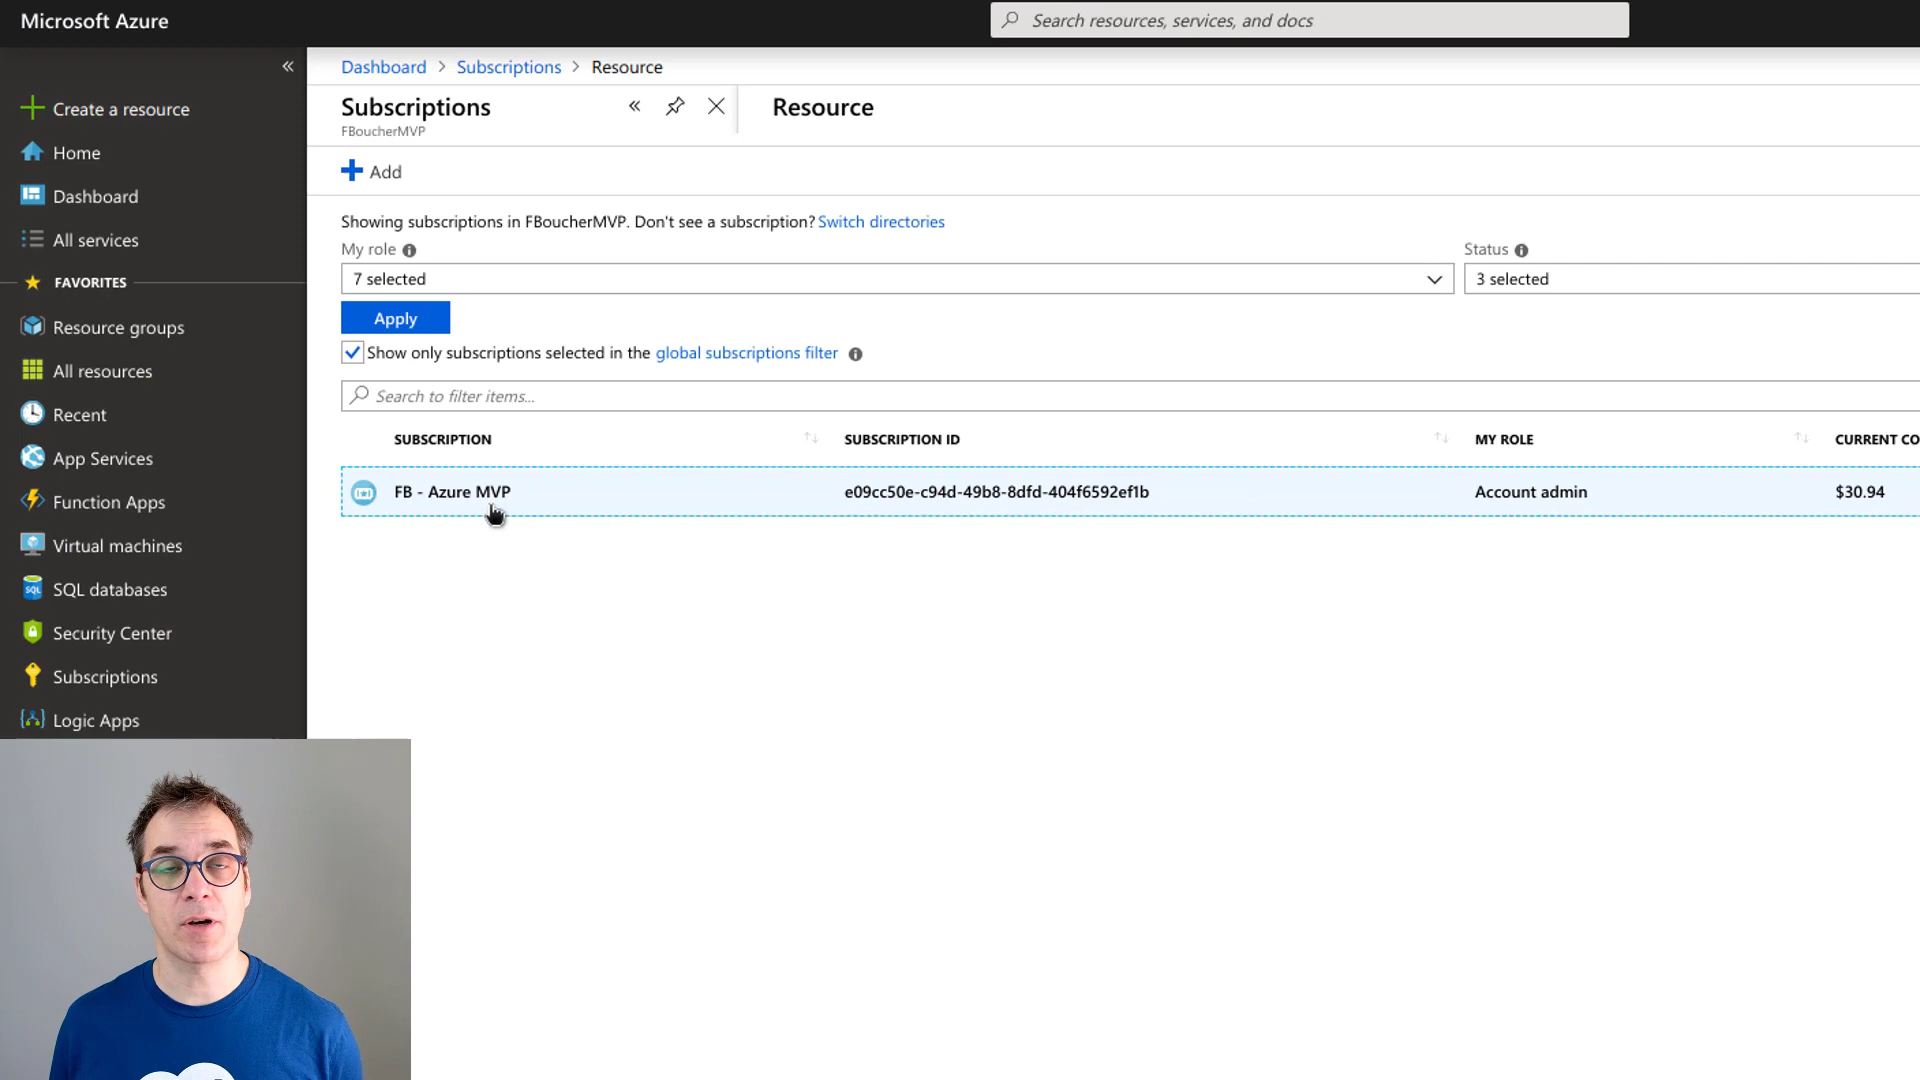 Microsoft Azure
Search resources, services, and docs
Create a resource
Home
Dashboard
All services
FAVORITES
Resource groups
All resources
Recent
App Services
Function Apps
Virtual machines
SQL databases
Security Center
Subscriptions
Logic Apps
Dashboard > Subscriptions > Resource
Subscriptions
FBoucherMVP
Resource
Add
Showing subscriptions in FBoucherMVP. Don't see a subscription? Switch directories
My role
7 selected
Status
3 selected
Apply
Show only subscriptions selected in the global subscriptions filter
Search to filter items...
SUBSCRIPTION SUBSCRIPTION ID MY ROLE CURRENT CO
FB - Azure MVP e09cc50e-c94d-49b8-8dfd-404f6592ef1b Account admin $30.94